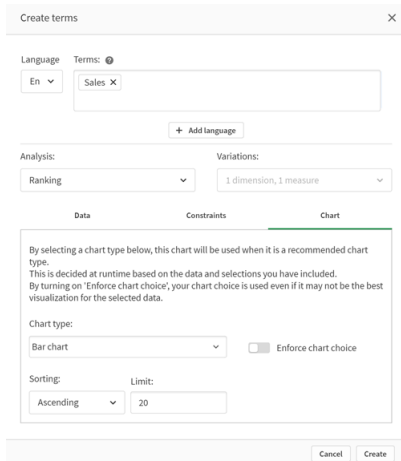 Create terms
Language Terms:
En Sales
+ Add language
Analysis: Variations:
Ranking 1 dimension, 1 measure
Data Constraints Chart
By selecting a chart type below, this chart will be used when it is a recommended chart
type.
This is decided at runtime based on the data and selections you have included.
By turning on 'Enforce chart choice', your chart choice is used even if it may not be the best
visualization for the selected data.
Chart type:
Bar chart Enforce chart choice
Sorting: Limit:
Ascending 20
Cancel Create